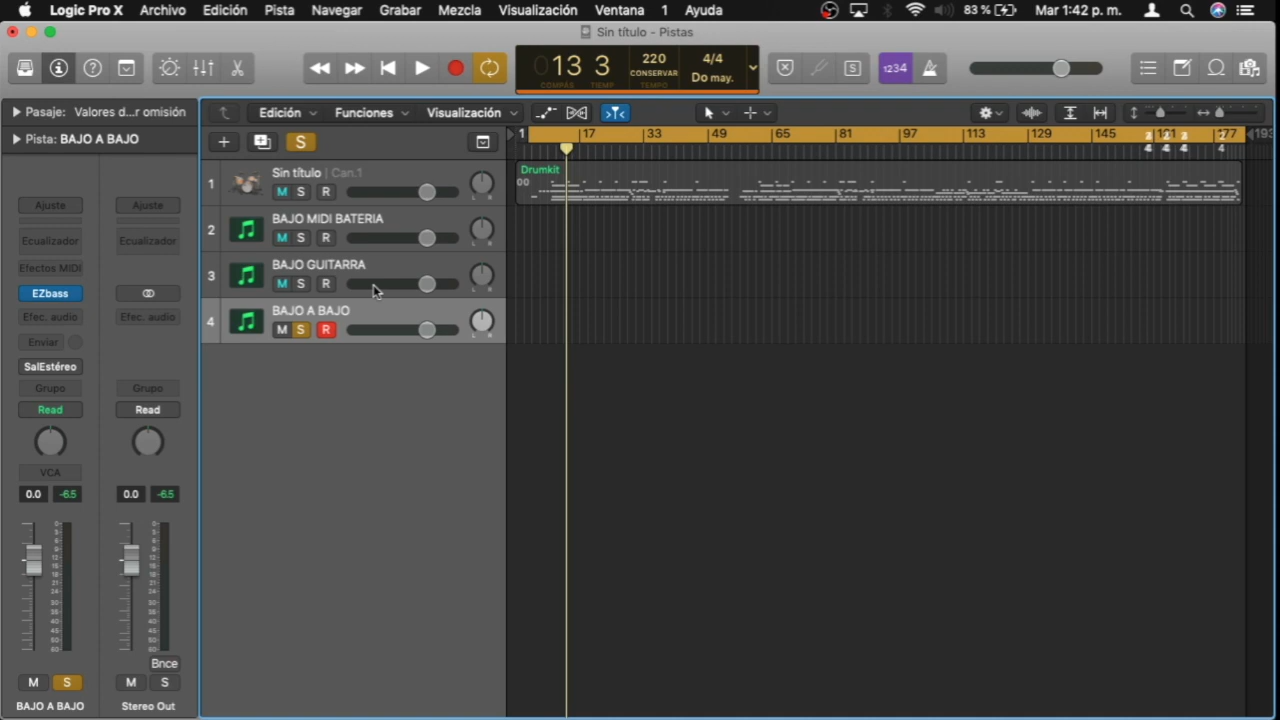 Logic Pro X Archivo Edición Pista Navegar Grabar Mezcla Visualización Ventana 1 Ayuda 83 % Mar 1:42 p. m.
Sin título - Pistas
13 3 220 4/4
CONSERVAR Do may.
COMPÁS TIEMP TEMPO
1234
S
Pasaje: Valores d...r omisión
Edición Funciones Visualización
Pista: BAJO A BAJO
S
1 17 33 49 65 81 97 113 129 145 177 193
Sin título | Can.1
1 M S R
Drumkit
BAJO MIDI BATERIA
2 M S R
BAJO GUITARRA
3 M S R
BAJO A BAJO
4 M S R
Ajuste Ajuste
Ecualizador Ecualizador
Efectos MIDI
EZbass
Efec. audio Efec. audio
Enviar
SalEstéreo
Grupo Grupo
Read Read
VCA
0.0 -6.5 0.0 -6.5
Bnce
M S M S
BAJO A BAJO Stereo Out